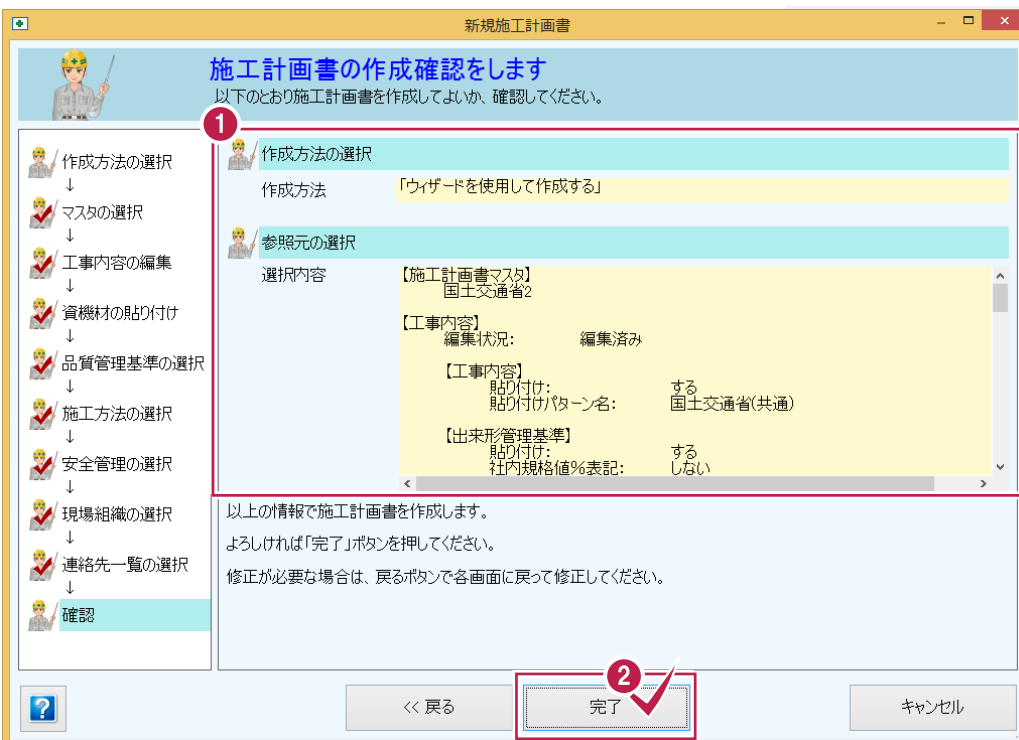 新規施工計画書
施工計画書の作成確認をします
以下のとおり施工計画書を作成してよいか、確認してください。
1
作成方法の選択
↓
マスタの選択
↓
工事内容の編集
↓
資機材の貼り付け
↓
品質管理基準の選択
↓
施工方法の選択
↓
安全管理の選択
↓
現場組織の選択
↓
連絡先一覧の選択
↓
確認
作成方法の選択
作成方法 「ウィザードを使用して作成する」
参照元の選択
選択内容 【施工計画書マスタ】
国土交通省2
【工事内容】
編集状況: 編集済み
【工事内容】
貼り付け: する
貼り付けパターン名: 国土交通省(共通)
【出来形管理基準】
貼り付け: する
社内規格値%表記: しない
以上の情報で施工計画書を作成します。
よろしければ「完了」ボタンを押してください。
修正が必要な場合は、戻るボタンで各画面に戻って修正してください。
2
? << 戻る 完了 キャンセル